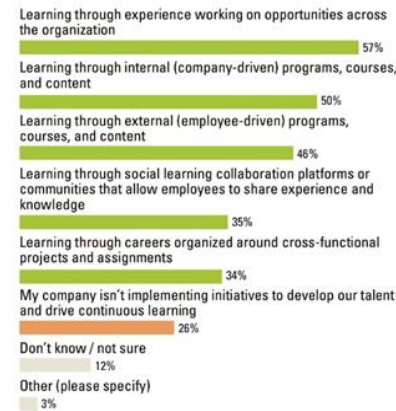 Learning through experience working on opportunities across
the organization
57%
Learning through internal (company-driven) programs, courses,
and content
50%
Learning through external (employee-driven) programs,
courses, and content
46%
Learning through social learning collaboration platforms or
communities that allow employees to share experience and
knowledge
35%
Learning through careers organized around cross-functional
projects and assignments
34%
My company isn't implementing initiatives to develop our talent
and drive continuous learning
26%
Don't know / not sure
12%
Other (please specify)
3%